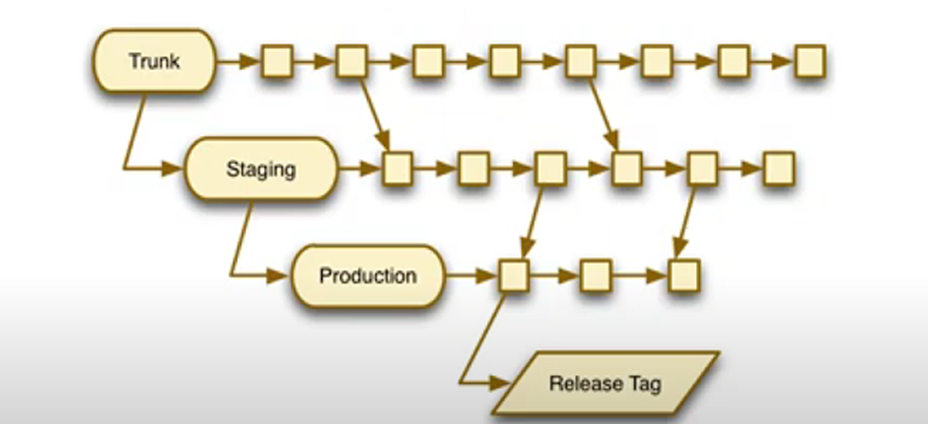 Trunk
Staging
Production
Release Tag